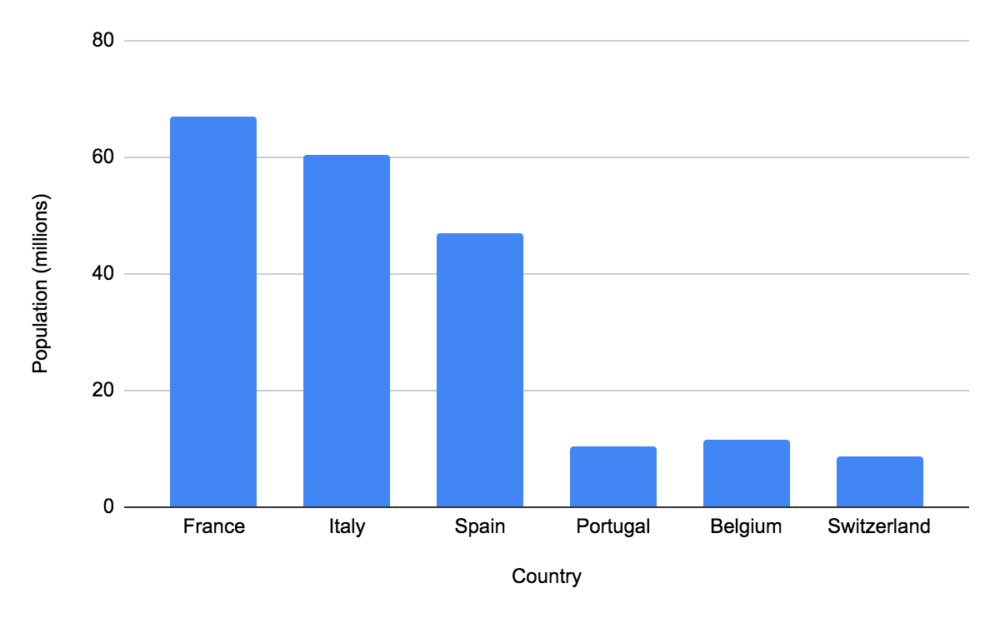 80
60
40
20
0
Population (millions)
France
Italy
Spain
Portugal
Belgium
Switzerland
Country